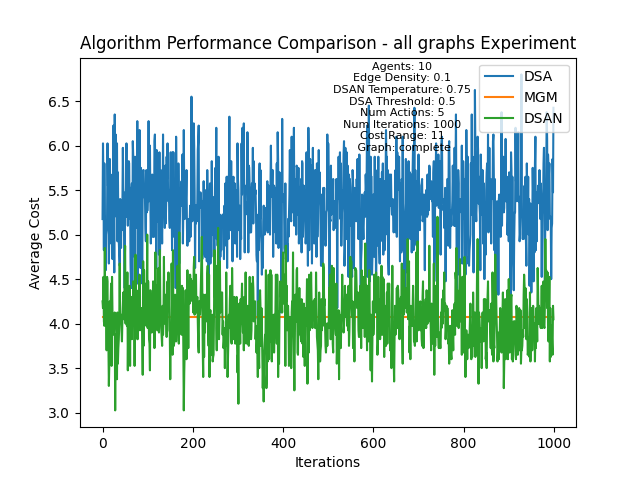 Algorithm Performance Comparison - all graphs Experiment
Agents: 10
Edge Density: 0.1
DSAN Temperature: 0.75
DSA Threshold: 0.5
Num Actions: 5
Num Iterations: 1000
Cost Range: 11
Graph: complete
DSA
MGM
DSAN
Average Cost
6.5
6.0
5.5
5.0
4.5
4.0
3.5
3.0
0 200 400 600 800 1000
Iterations